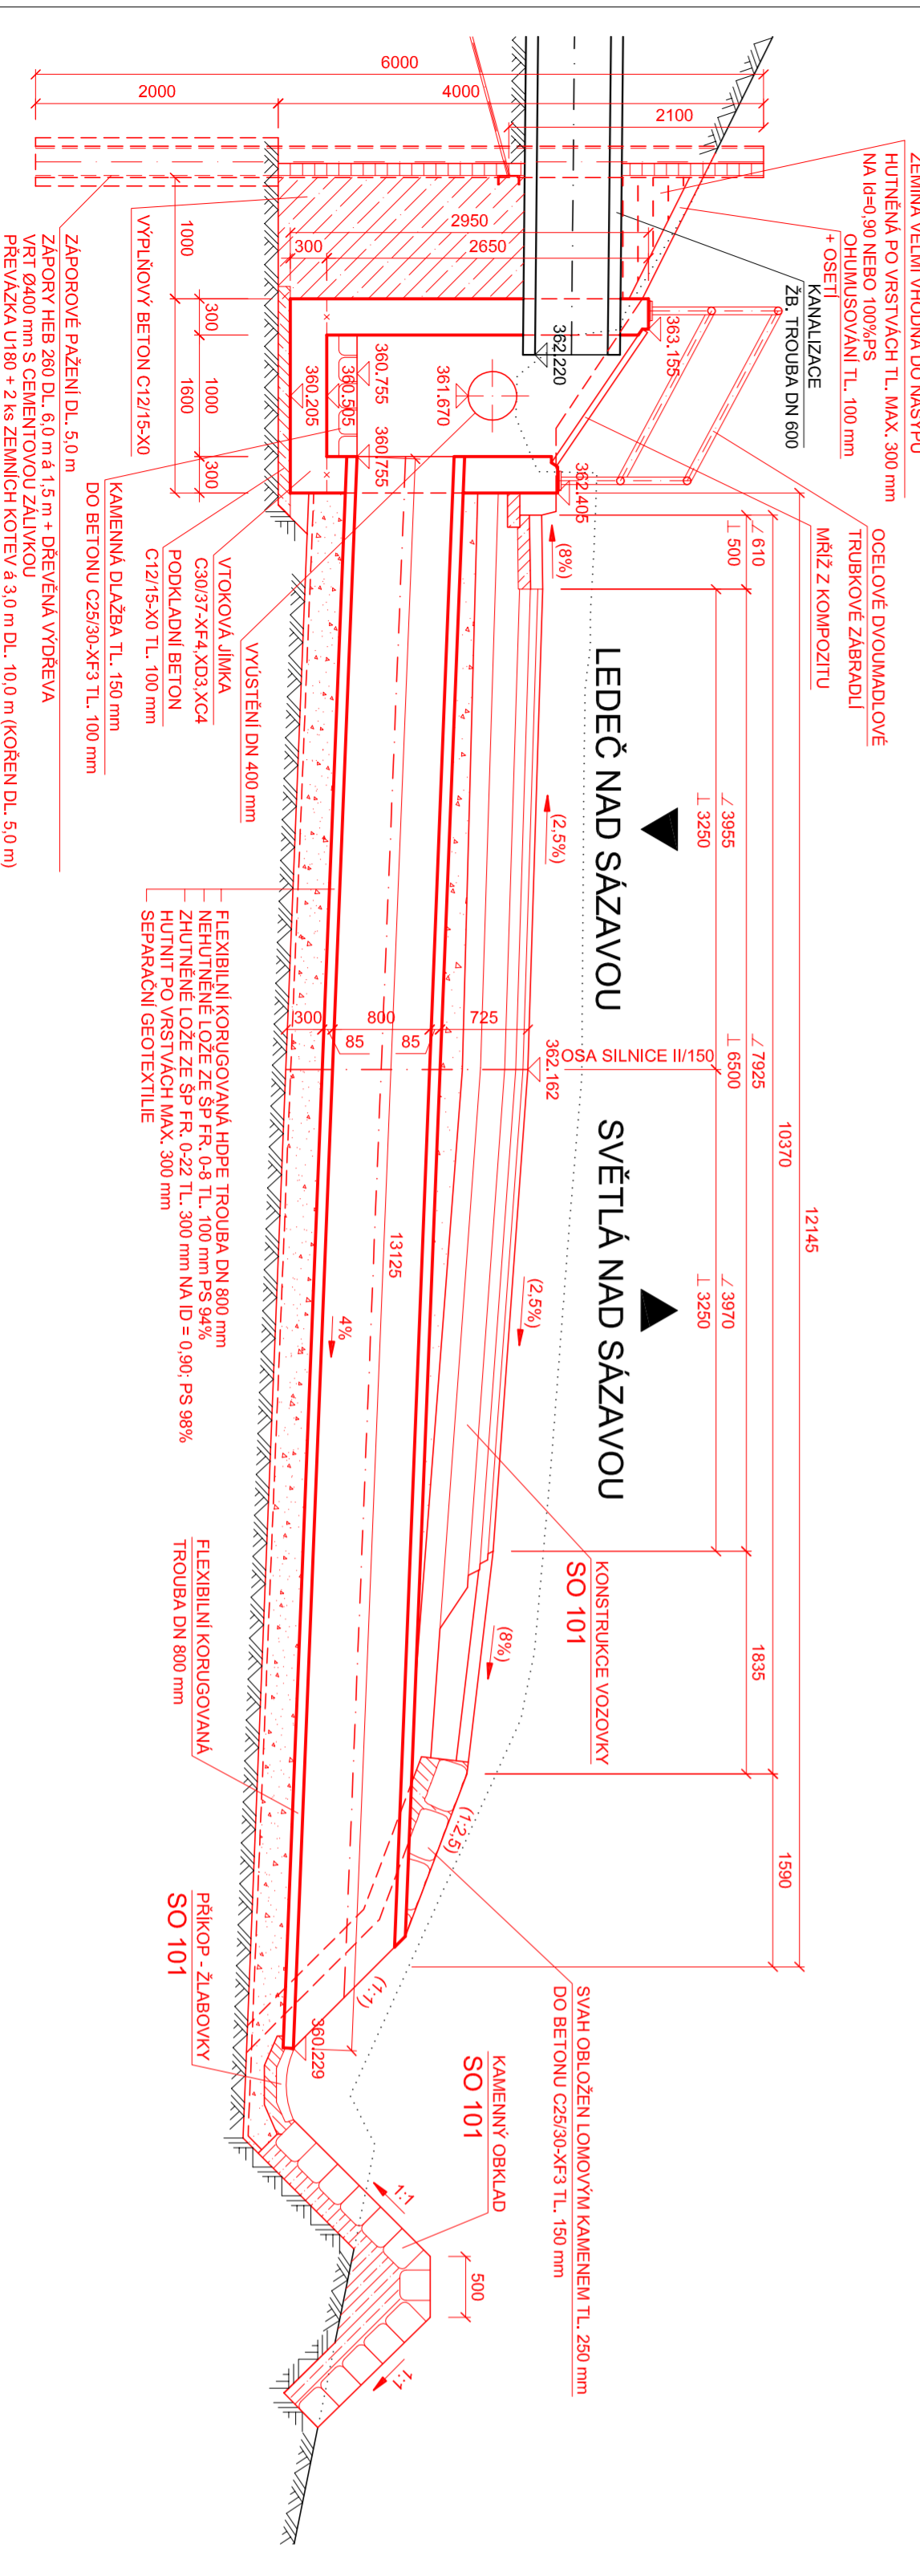 6000
2000
4000
2100
ZEMINA VELMI VHODNÁ DO NÁSYPU
HUTNĚNÁ PO VRSTVÁCH TL. MAX. 300 mm
NA Id=0,90 NEBO 100%PS
OHUMUSOVÁNÍ TL. 100 mm
+ OSETÍ
KANALIZACE
ŽB. TROUBA DN 600
OCELOVÉ DVOUMADLOVÉ
TRUBKOVÉ ZÁBRADLÍ
MŘÍŽ Z KOMPOZITU
2950
300
2650
1000
300
1000
300
1600
363.155
362.220
362.405
361.670
360.755
360.505
360.205
360.755
VÝPLŇOVÝ BETON C12/15-X0
ZÁPOROVÉ PAŽENÍ DL. 5,0 m
ZÁPORY HEB 260 DL. 6,0 m á 1,5 m + DŘEVĚNÁ VÝDŘEVA
VRT Ø400 mm S CEMENTOVOU ZÁLIVKOU
PŘEVÁZKA U180 + 2 ks ZEMNÍCH KOTEV á 3,0 m DL. 10,0 m (KOŘEN DL. 5,0 m)
KAMENNÁ DLAŽBA TL. 150 mm
DO BETONU C25/30-XF3 TL. 100 mm
PODKLADNÍ BETON
C12/15-X0 TL. 100 mm
VTOKOVÁ JÍMKA
C30/37-XF4,XD3,XC4
VYÚSTĚNÍ DN 400 mm
∠ 610
⊥ 500
(8%)
LEDEČ NAD SÁZAVOU
∠ 3955
⊥ 3250
(2,5%)
300
800
725
85
85
362.162
OSA SILNICE II/150
∠ 7925
⊥ 6500
10370
12145
SVĚTLÁ NAD SÁZAVOU
∠ 3970
⊥ 3250
(2,5%)
13125
4%
FLEXIBILNÍ KORUGOVANÁ HDPE TROUBA DN 800 mm
NEHUTNĚNÉ LOŽE ZE ŠP FR. 0-8 TL. 100 mm PS 94%
ZHUTNĚNÉ LOŽE ZE ŠP FR. 0-22 TL. 300 mm NA ID = 0,90; PS 98%
HUTNIT PO VRSTVÁCH MAX. 300 mm
SEPARAČNÍ GEOTEXTILIE
KONSTRUKCE VOZOVKY
SO 101
(8%)
1835
1590
FLEXIBILNÍ KORUGOVANÁ
TROUBA DN 800 mm
(1:2,5)
(1:1)
360.229
PŘÍKOP - ŽLABOVKY
SO 101
SVAH OBLOŽEN LOMOVÝM KAMENEM TL. 250 mm
DO BETONU C25/30-XF3 TL. 150 mm
KAMENNÝ OBKLAD
SO 101
1:1
500
1:1